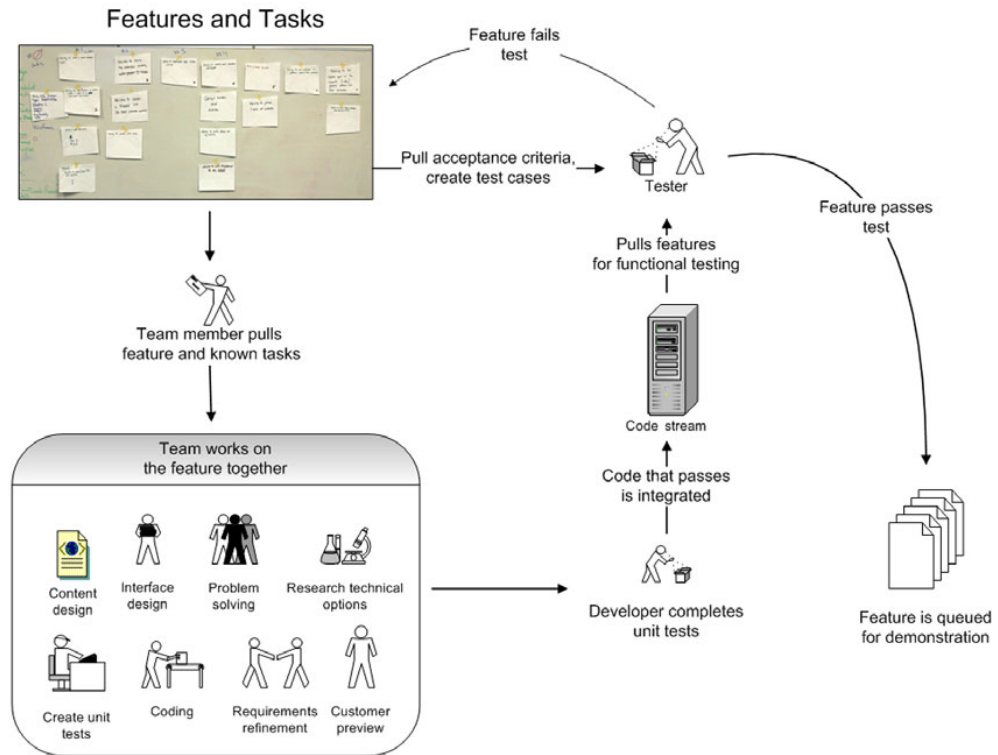 Features and Tasks
Feature fails
test
Pull acceptance criteria,
create test cases
Tester
Feature passes
test
Pulls features
for functional testing
Team member pulls
feature and known tasks
Code stream
Team works on
the feature together
Code that passes
is integrated
Content
design
Interface
design
Problem
solving
Research technical
options
Developer completes
unit tests
Feature is queued
for demonstration
Create unit
tests
Coding
Requirements
refinement
Customer
preview